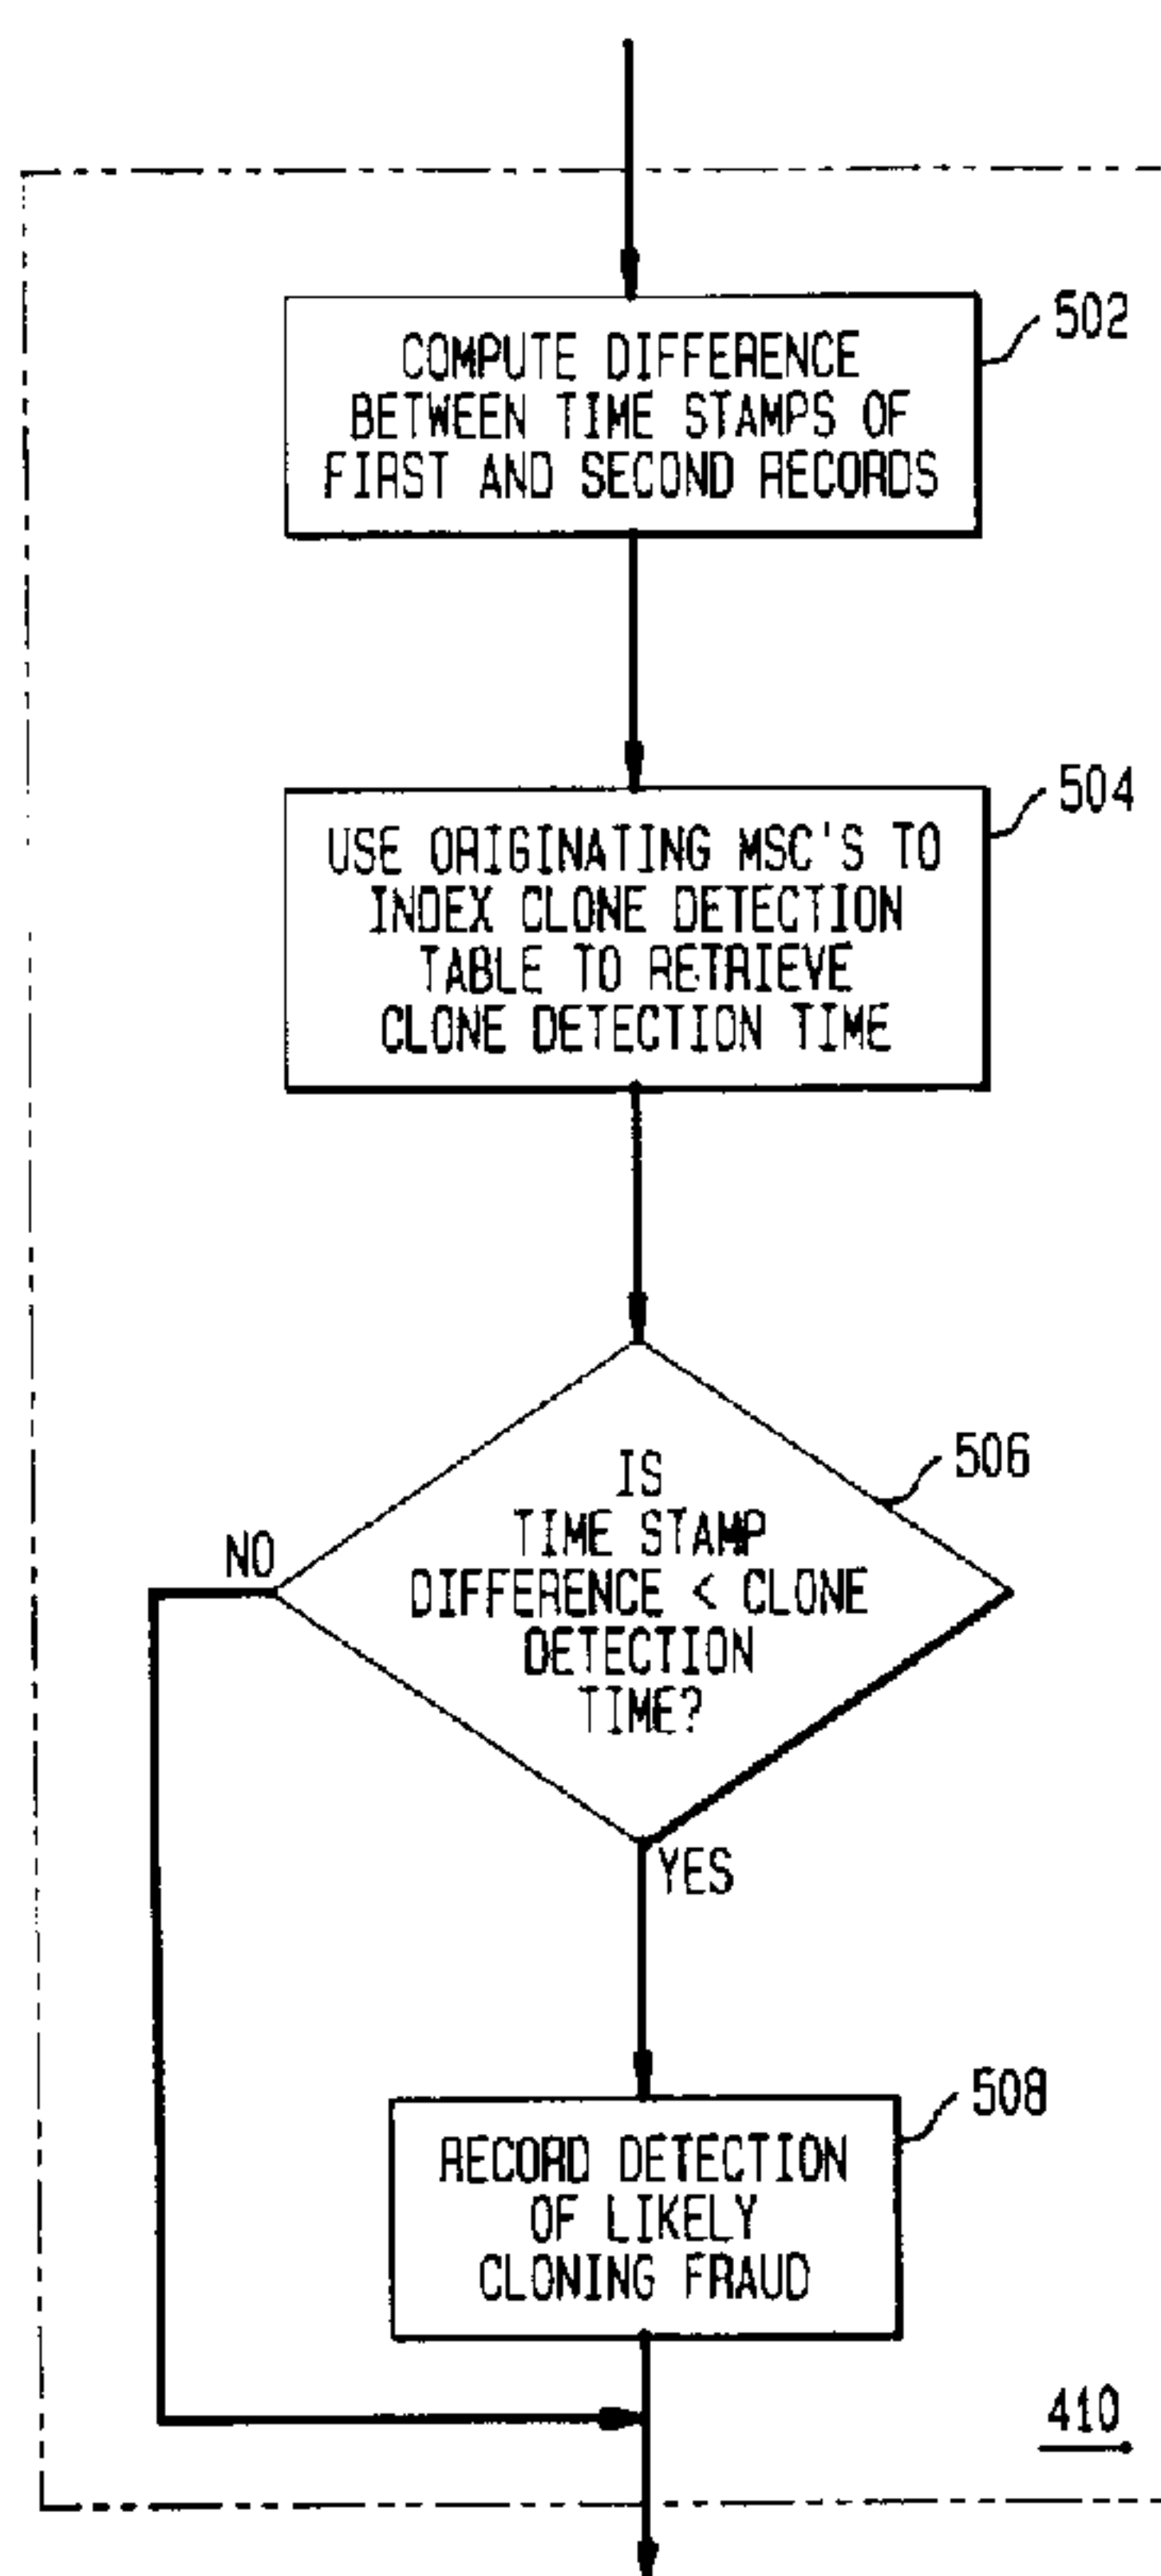 502
COMPUTE DIFFERENCE
BETWEEN TIME STAMPS OF
FIRST AND SECOND RECORDS
504
USE ORIGINATING MSC'S TO
INDEX CLONE DETECTION
TABLE TO RETRIEVE
CLONE DETECTION TIME
506
IS
TIME STAMP
DIFFERENCE < CLONE
DETECTION
TIME?
NO
YES
508
RECORD DETECTION
OF LIKELY
CLONING FRAUD
410